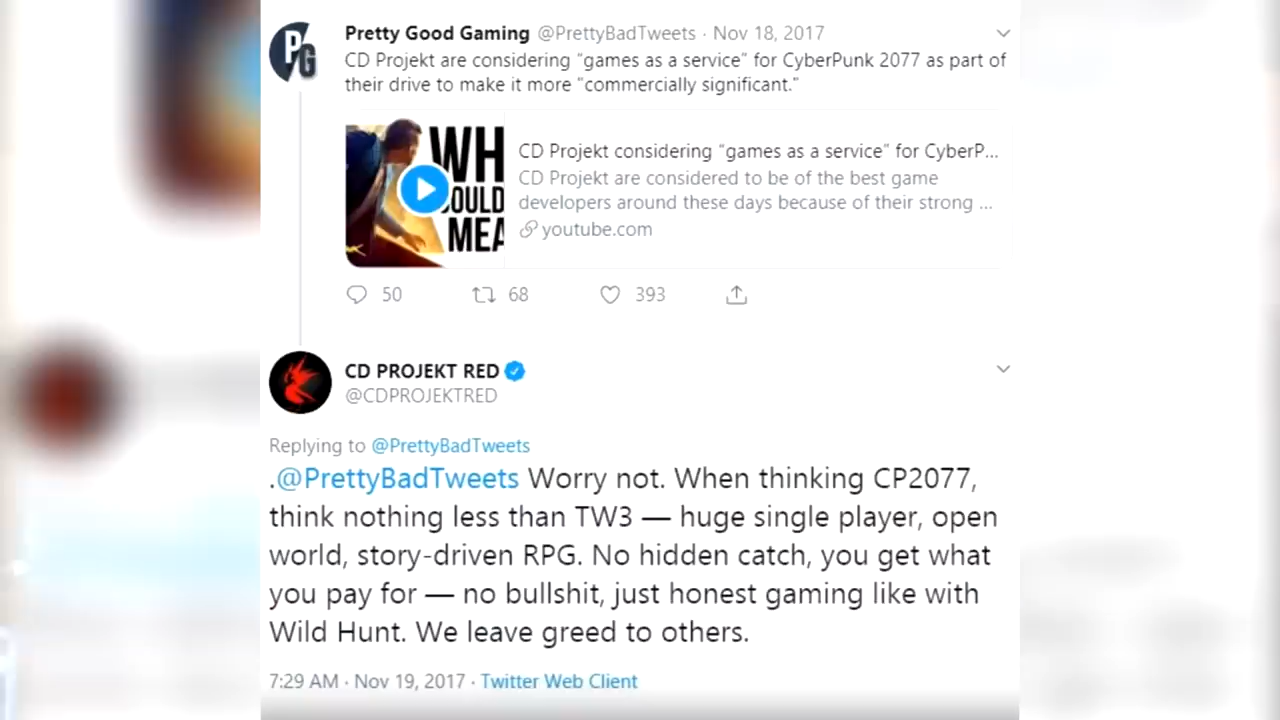 Pretty Good Gaming @PrettyBadTweets · Nov 18, 2017
CD Projekt are considering “games as a service” for CyberPunk 2077 as part of
their drive to make it more “commercially significant.”
WH
OULD
MEA
CD Projekt considering “games as a service” for CyberP...
CD Projekt are considered to be of the best game
developers around these days because of their strong ...
youtube.com
50 68 393
CD PROJEKT RED
@CDPROJEKTRED
Replying to @PrettyBadTweets
.@PrettyBadTweets Worry not. When thinking CP2077,
think nothing less than TW3 — huge single player, open
world, story-driven RPG. No hidden catch, you get what
you pay for — no bullshit, just honest gaming like with
Wild Hunt. We leave greed to others.
7:29 AM · Nov 19, 2017 · Twitter Web Client